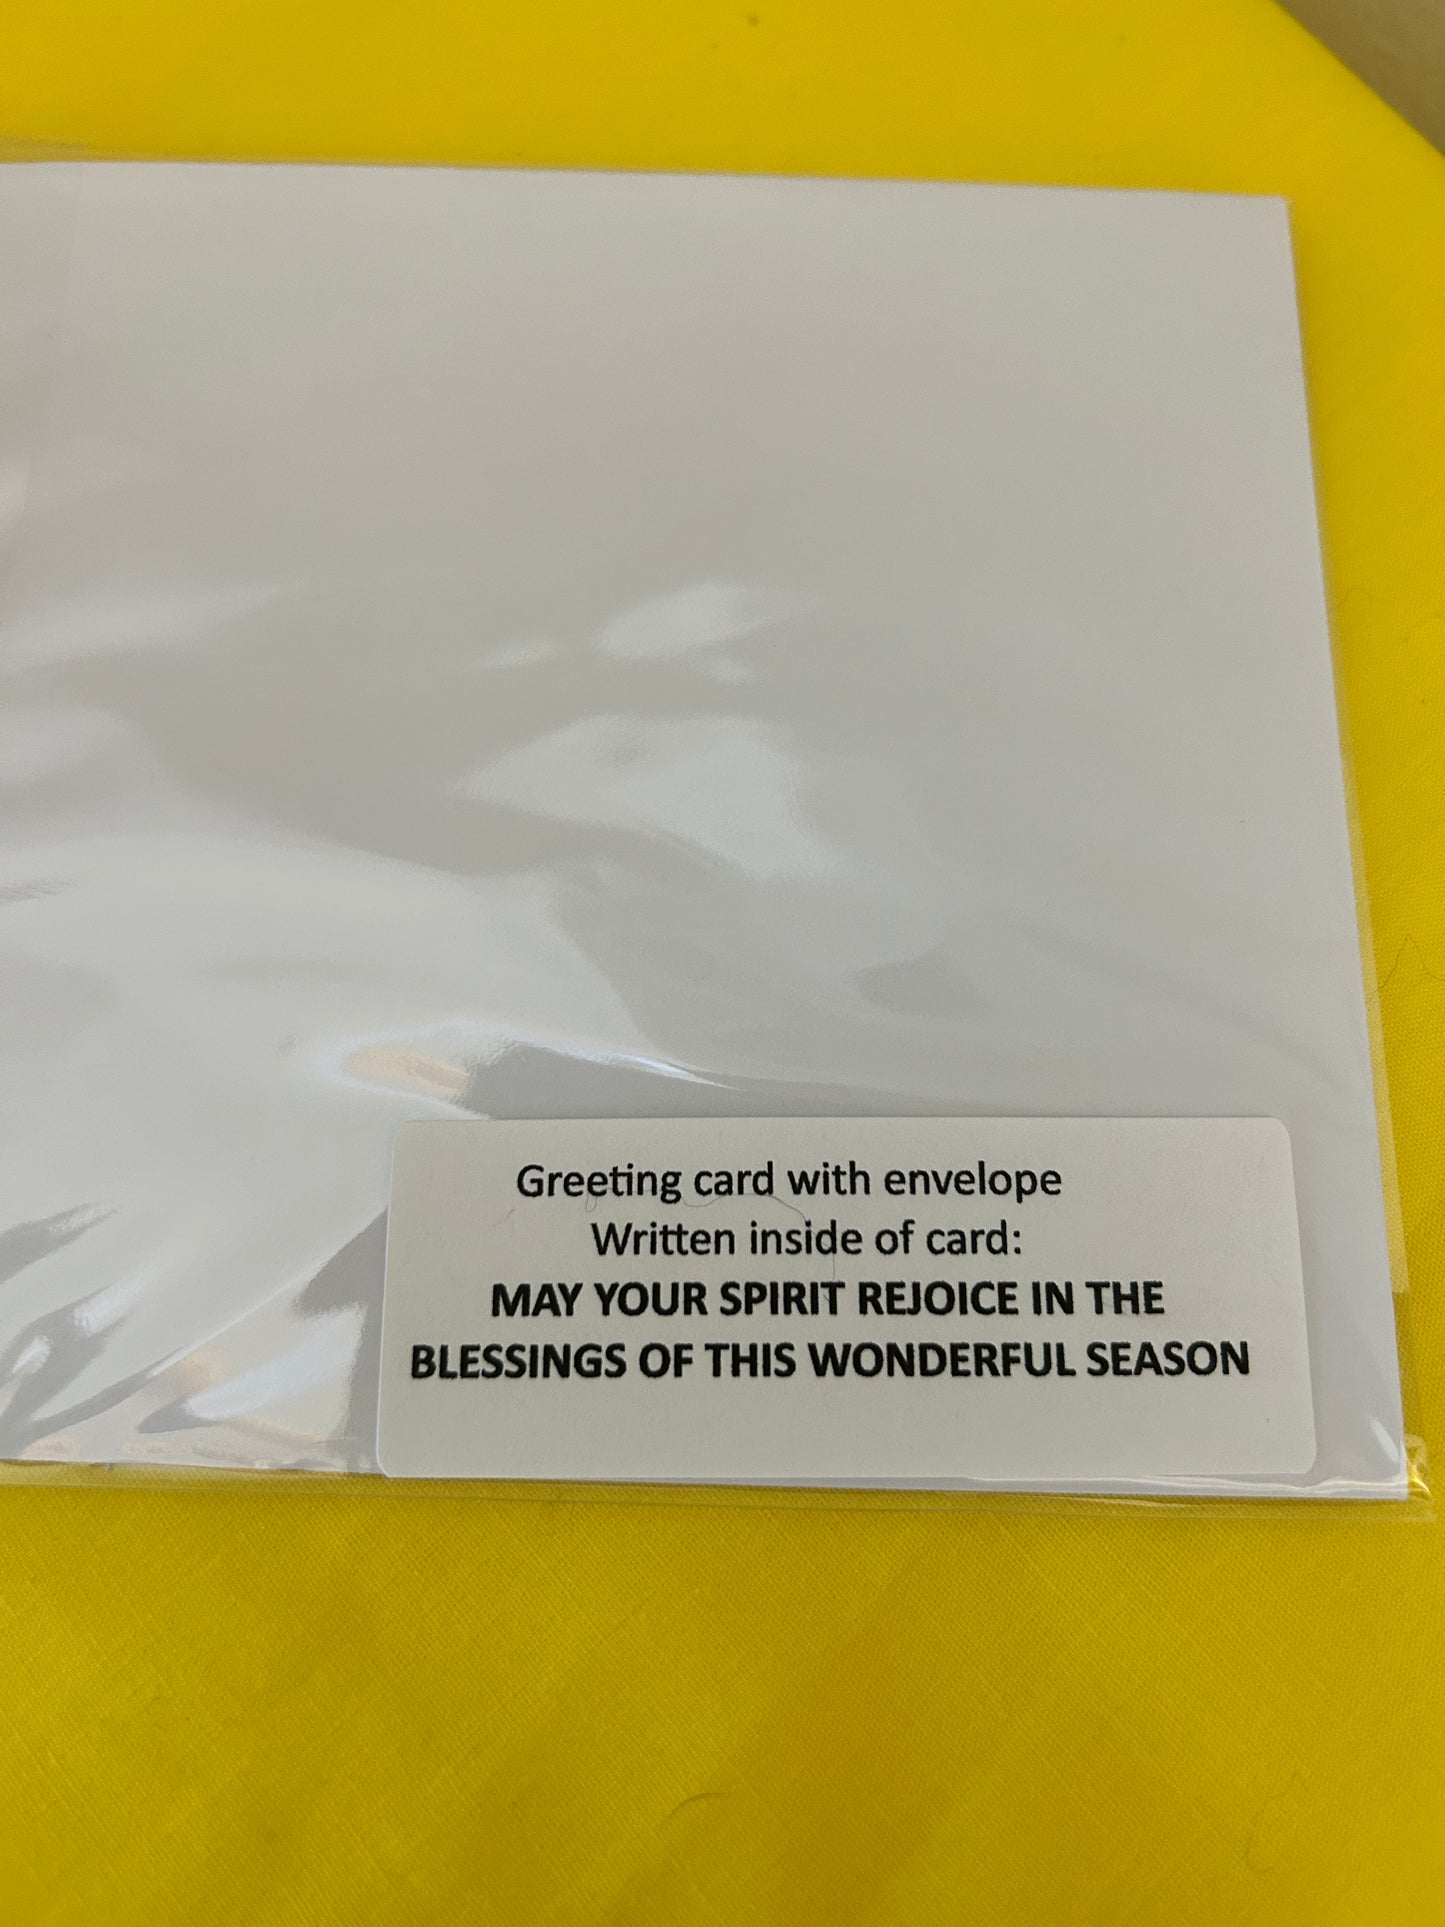 Greeting card with envelope
Written inside of card:
MAY YOUR SPIRIT REJOICE IN THE
BLESSINGS OF THIS WONDERFUL SEASON